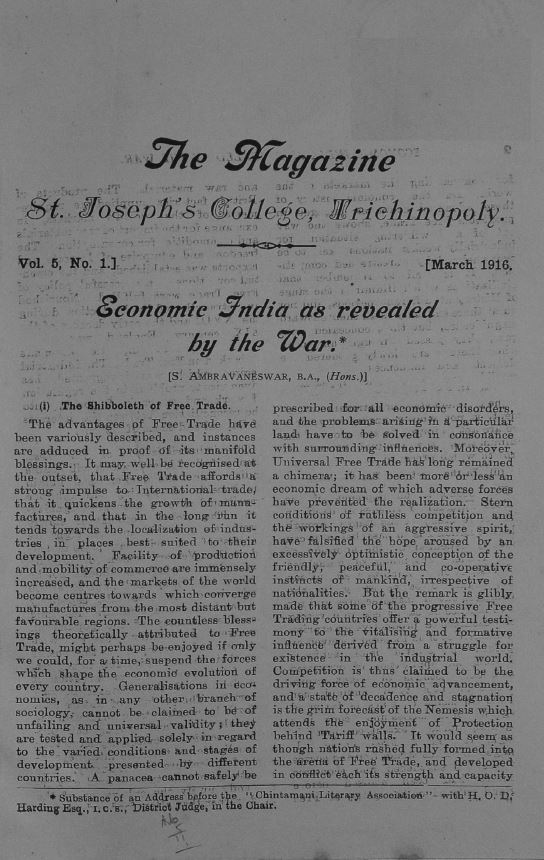 The Magazine
St. Joseph's College, Trichinopoly.
Vol. 5, No. 1.]
[March 1916.
Economic India as revealed
by the War.*
[S. AMBRAVANESWAR, B.A., (Hons.)]
(i) The Shibboleth of Free Trade.
The advantages of Free Trade have
been variously described, and instances
are adduced in proof of its manifold
blessings. It may well be recognised at
the outset, that Free Trade affords a
strong impulse to International trade,
that it quickens the growth of manu-
factures, and that in the long run it
tends towards the localization of indus-
tries in places best suited to their
development. Facility of production
and mobility of commerce are immensely
increased, and the markets of the world
become centres towards which converge
manufactures from the most distant but
favourable regions. The countless bless-
ings theoretically attributed to Free
Trade, might perhaps be enjoyed if only
we could, for a time, suspend the forces
which shape the economic evolution of
every country. Generalisations in eco-
nomics, as in any other branch of
sociology, cannot be claimed to be of
unfailing and universal validity; they
are tested and applied solely in regard
to the varied conditions and stages of
development presented by different
countries. A panacea cannot safely be
prescribed for all economic disorders,
and the problems arising in a particular
land have to be solved in consonance
with surrounding influences. Moreover,
Universal Free Trade has long remained
a chimera; it has been more or less an
economic dream of which adverse forces
have prevented the realization. Stern
conditions of ruthless competition and
the workings of an aggressive spirit,
have falsified the hope aroused by an
excessively optimistic conception of the
friendly, peaceful, and co-operative
instincts of mankind, irrespective of
nationalities. But the remark is glibly
made that some of the progressive Free
Trading countries offer a powerful testi-
mony to the vitalising and formative
influence derived from a struggle for
existence in the industrial world.
Competition is thus claimed to be the
driving force of economic advancement,
and a state of decadence and stagnation
is the grim forecast of the Nemesis which
attends the enjoyment of Protection
behind Tariff walls. It would seem as
though nations rushed fully formed into
the arena of Free Trade, and developed
in conflict each its strength and capacity
* Substance of an Address before the "Chintamani Literary Association" with H. O. D.
Harding Esq., I.C.S., District Judge, in the Chair.